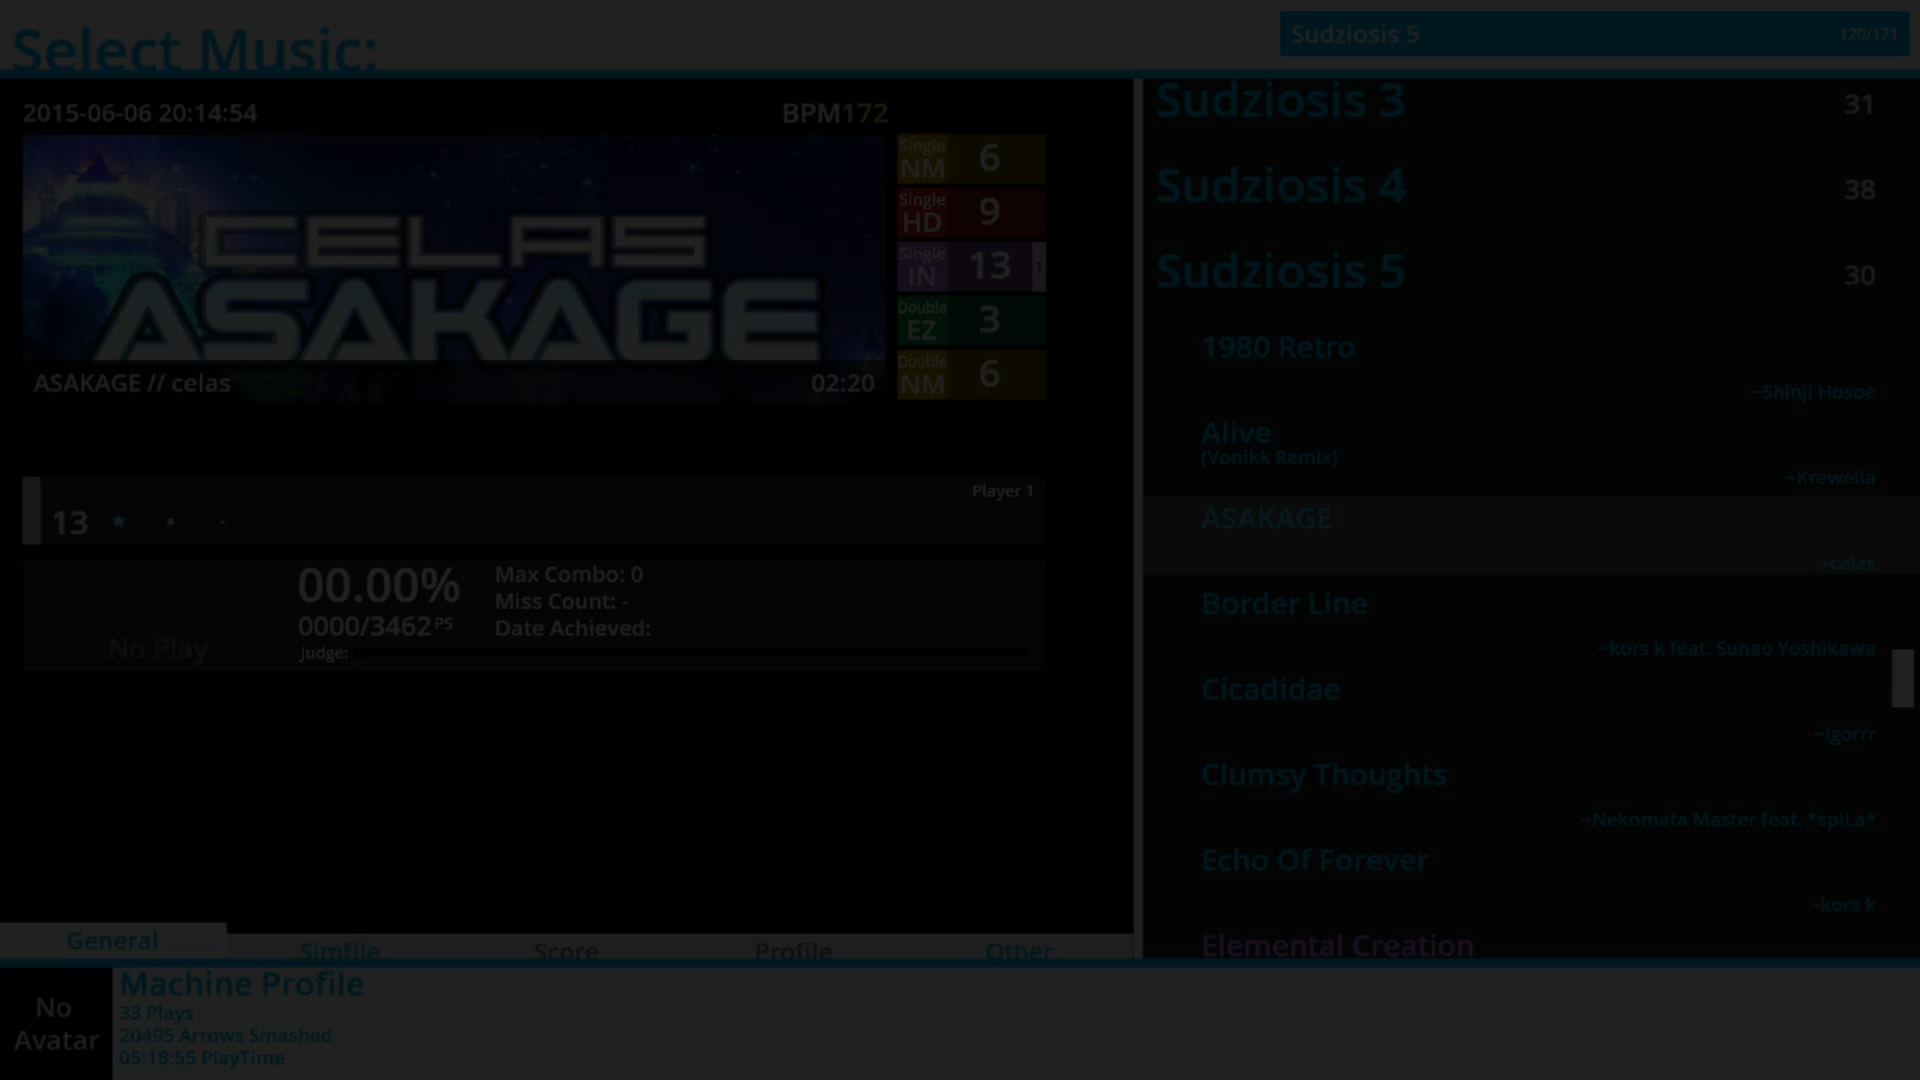 Select Music:
Sudziosis 5
120/171
2015-06-06 20:14:54
BPM172
CELAS
ASAKAGE
ASAKAGE // celas
02:20
Single
NM
6
Single
HD
9
Single
IN
13
1
Double
EZ
3
Double
NM
6
Player 1
13
No Play
00.00%
0000/3462PS
Judge:
Max Combo: 0
Miss Count: -
Date Achieved:
Sudziosis 3
31
Sudziosis 4
38
Sudziosis 5
30
1980 Retro
~Shinji Hosoe
Alive
(Vonikk Remix)
~Krewella
ASAKAGE
~celas
Border Line
~kors k feat. Sunao Yoshikawa
Cicadidae
~Igorrr
Clumsy Thoughts
~Nekomata Master feat. *spiLa*
Echo Of Forever
~kors k
Elemental Creation
General
Simfile
Score
Profile
Other
No
Avatar
Machine Profile
33 Plays
20495 Arrows Smashed
05:18:55 PlayTime